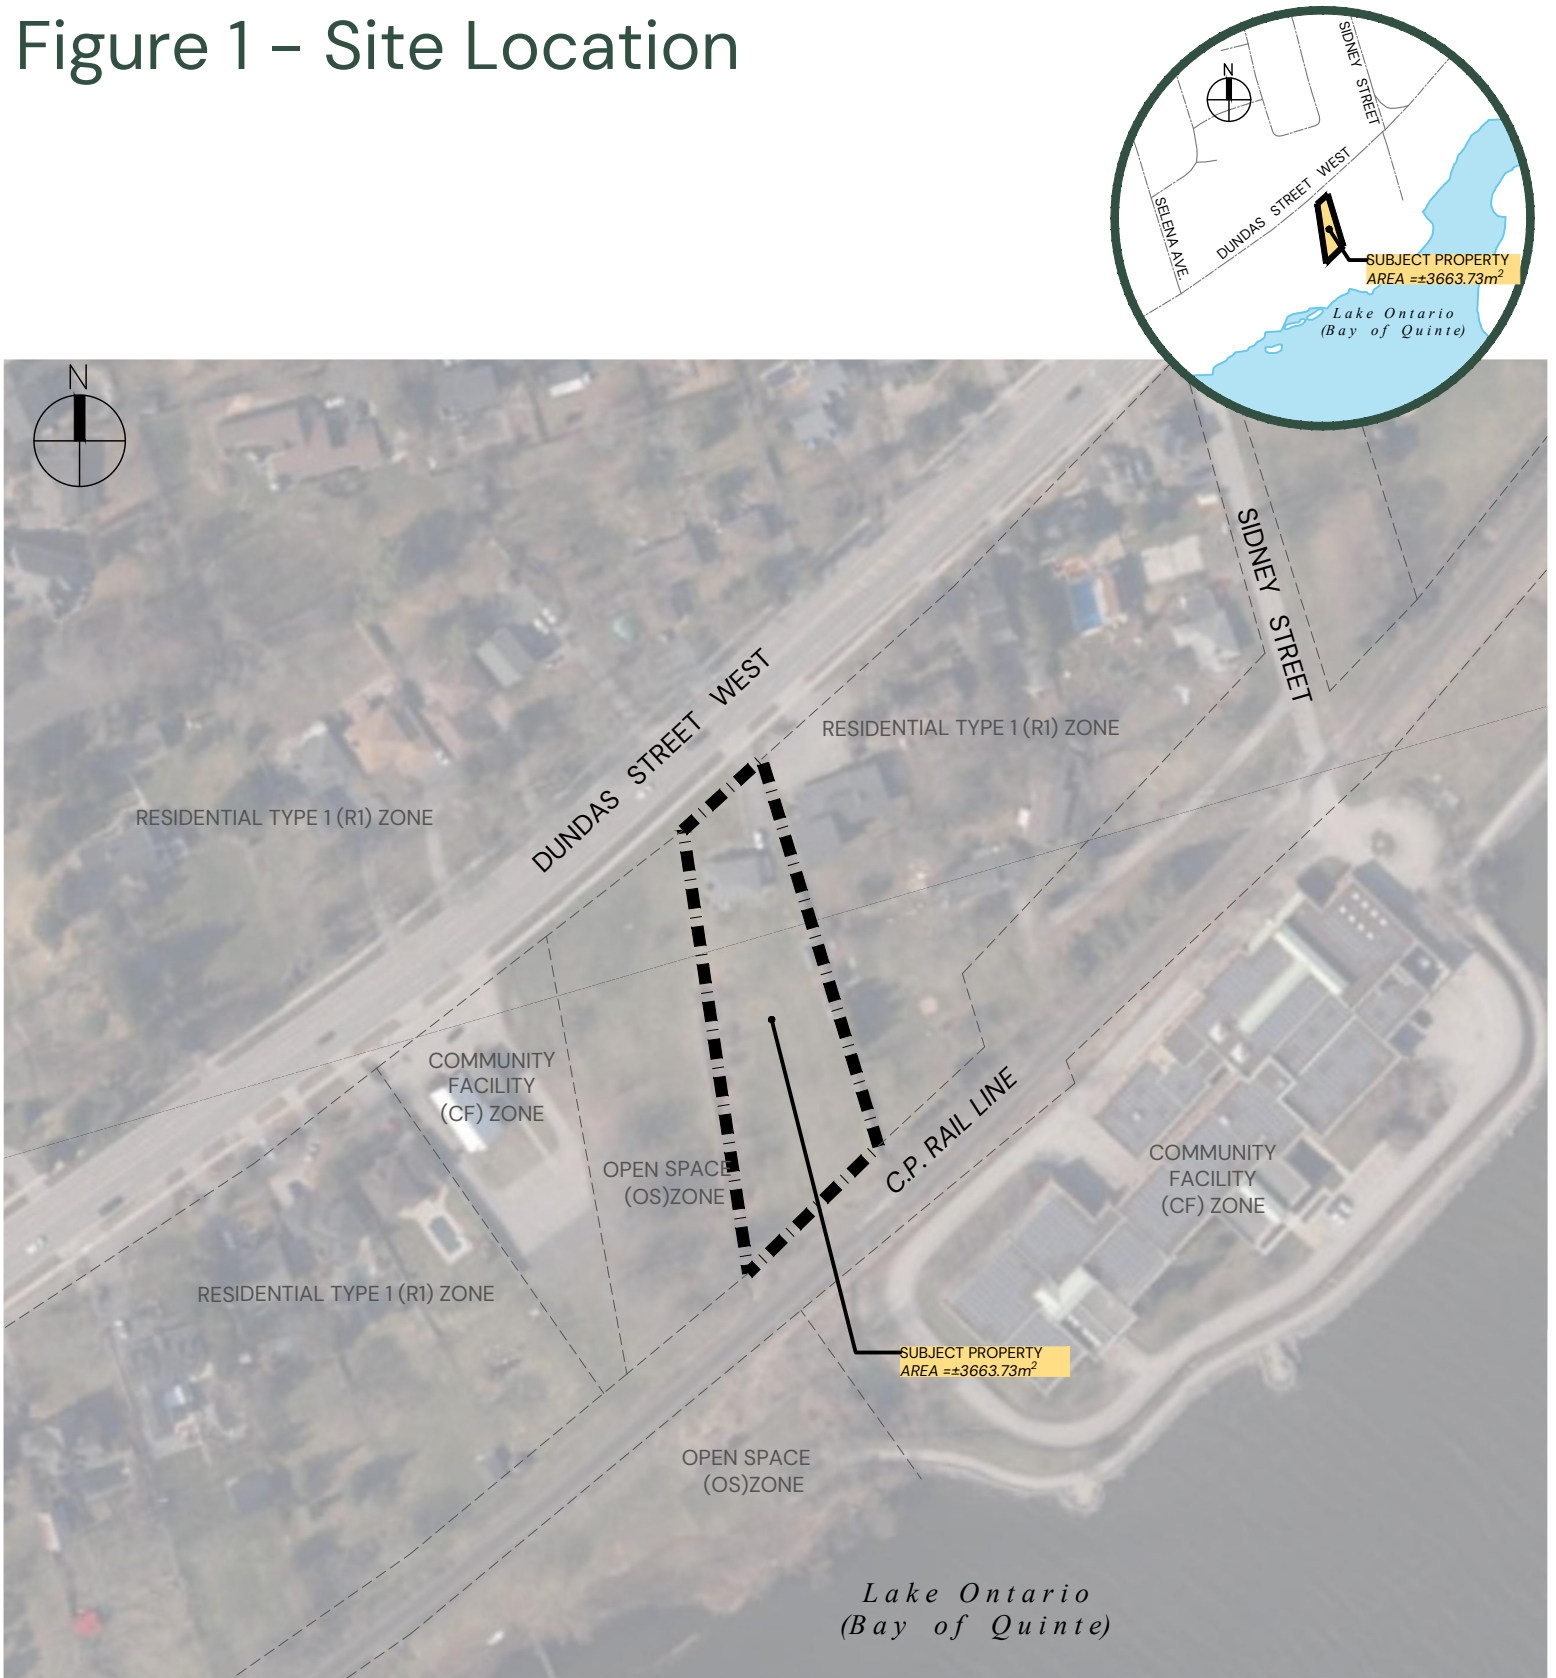 Figure 1 – Site Location
N
SIDNEY STREET
DUNDAS STREET WEST
SELENA AVE.
SUBJECT PROPERTY
AREA =±3663.73m²
Lake Ontario
(Bay of Quinte)
N
SIDNEY STREET
DUNDAS STREET WEST
RESIDENTIAL TYPE 1 (R1) ZONE
RESIDENTIAL TYPE 1 (R1) ZONE
COMMUNITY
FACILITY
(CF) ZONE
OPEN SPACE
(OS)ZONE
C.P. RAIL LINE
COMMUNITY
FACILITY
(CF) ZONE
RESIDENTIAL TYPE 1 (R1) ZONE
SUBJECT PROPERTY
AREA =±3663.73m²
OPEN SPACE
(OS)ZONE
Lake Ontario
(Bay of Quinte)